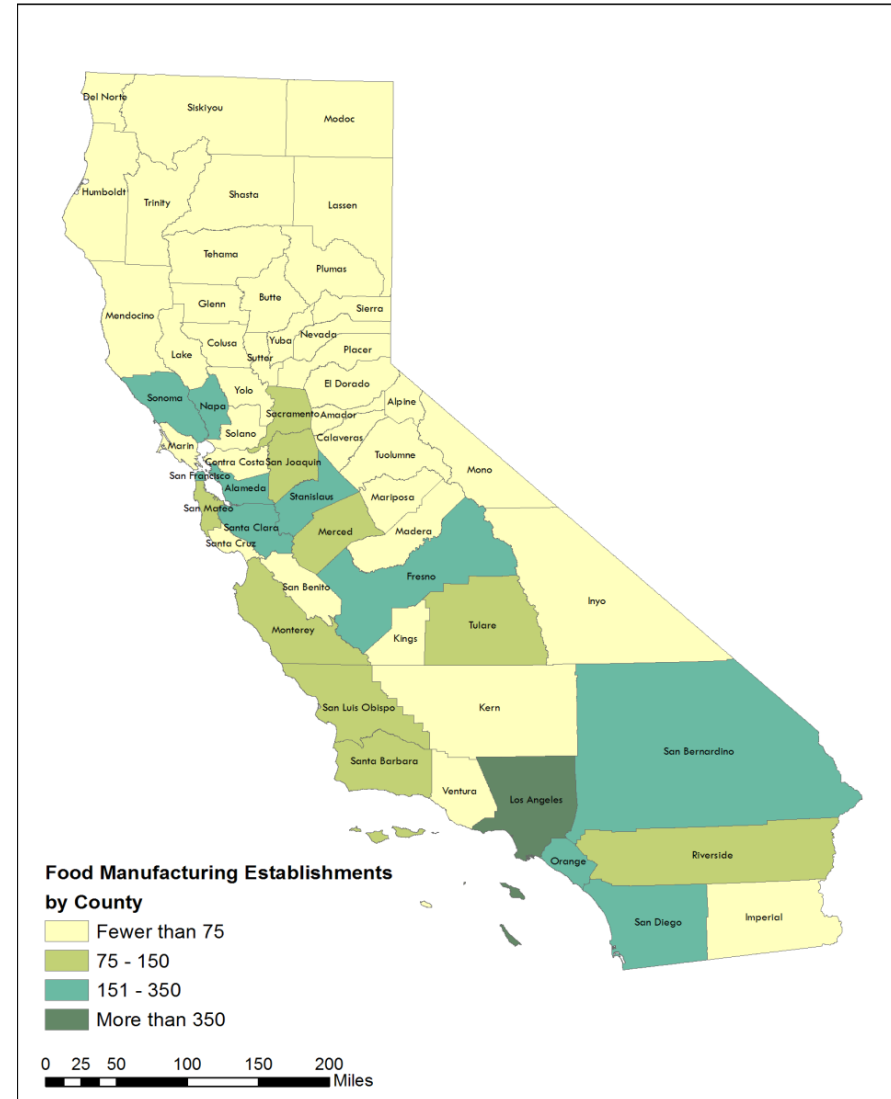 Del Norte
Siskiyou
Modoc
Humboldt
Trinity
Shasta
Lassen
Tehama
Plumas
Glenn
Butte
Sierra
Mendocino
Colusa
Yuba
Nevada
Lake
Sutter
Placer
Sonoma
Napa
Yolo
El Dorado
Alpine
Sacramento
Amador
Solano
Calaveras
Marin
Contra Costa
San Joaquin
Tuolumne
Mono
San Francisco
Alameda
Stanislaus
Mariposa
San Mateo
Santa Clara
Merced
Madera
Santa Cruz
Fresno
San Benito
Inyo
Monterey
Kings
Tulare
San Luis Obispo
Kern
San Bernardino
Santa Barbara
Ventura
Los Angeles
Orange
Riverside
San Diego
Imperial
Food Manufacturing Establishments
by County
Fewer than 75
75 - 150
151 - 350
More than 350
0 25 50 100 150 200
Miles